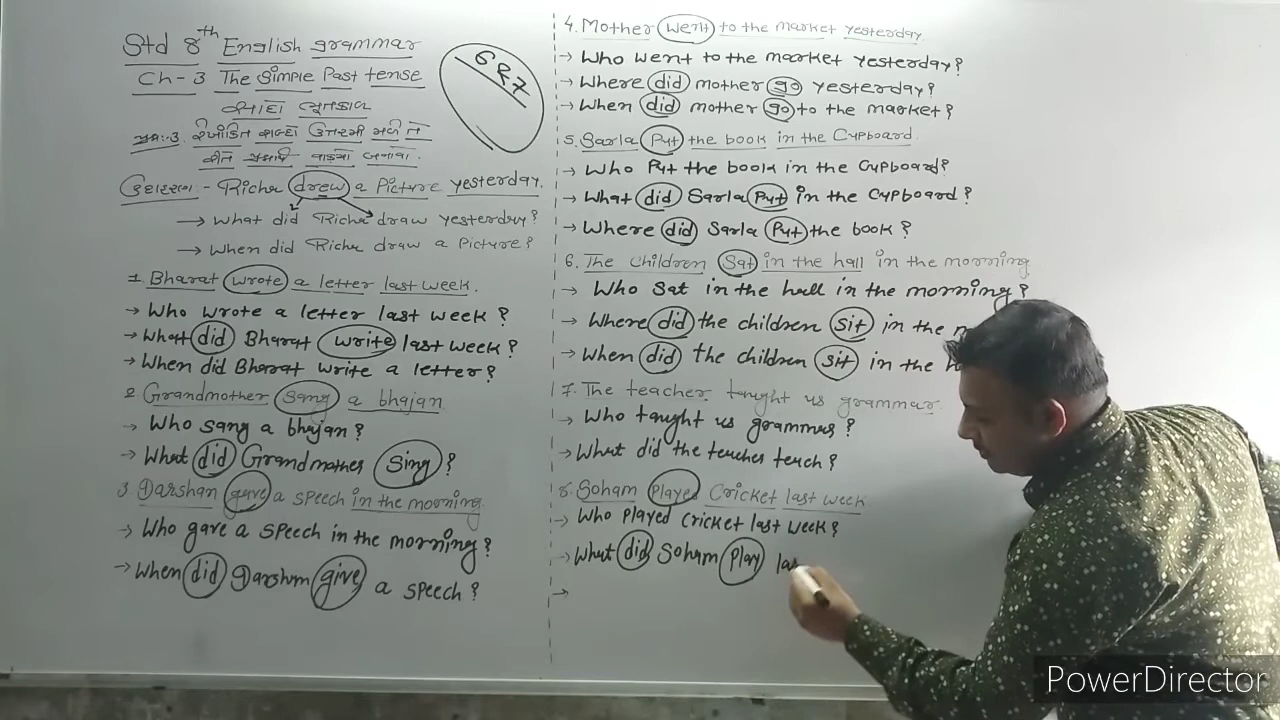 Std 8th English grammar
Ch-3 The Simple Past tense
સાદો ભૂતકાળ
6 & 7
ઉદાહરણ - Richa drew a Picture yesterday.
→ What did Richa draw yesterday?
→ When did Richa draw a Picture?
1. Bharat wrote a letter last week.
→ Who wrote a letter last week?
→ What did Bharat write last week?
→ When did Bharat write a letter?
2. Grandmother sang a bhajan
→ Who sang a bhajan?
→ What did Grandmother Sing?
3. Darshan gave a speech in the morning
→ Who gave a speech in the morning?
→ When did Darshan give a speech?
4. Mother went to the market yesterday.
→ Who went to the market yesterday?
→ Where did mother go yesterday?
→ When did mother go to the market?
5. Sarla Put the book in the Cupboard.
→ Who Put the book in the Cupboard?
→ What did Sarla Put in the Cupboard?
→ Where did Sarla Put the book?
6. The children Sat in the hall in the morning
→ Who sat in the hall in the morning?
→ Where did the children sit in the
→ When did the children sit in the
7. The teacher taught us grammar.
→ Who taught us grammar?
→ What did the teacher teach?
8. Soham Played Cricket last week
→ Who Played Cricket last week?
→ What did Soham Play las
→
PowerDirector